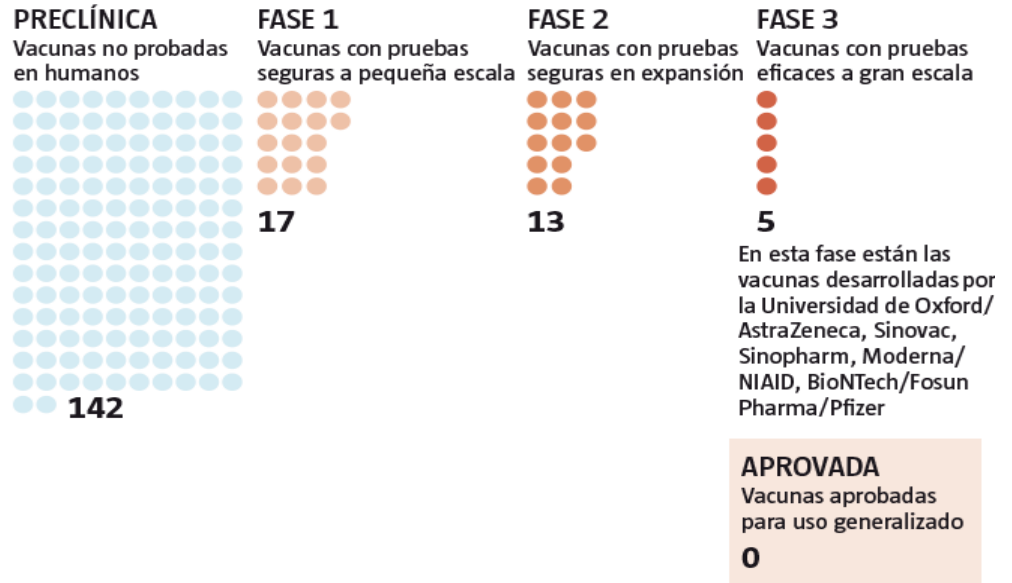 PRECLÍNICA
Vacunas no probadas
en humanos
142
FASE 1
Vacunas con pruebas
seguras a pequeña escala
17
FASE 2
Vacunas con pruebas
seguras en expansión
13
FASE 3
Vacunas con pruebas
eficaces a gran escala
5
En esta fase están las
vacunas desarrolladas por
la Universidad de Oxford/
AstraZeneca, Sinovac,
Sinopharm, Moderna/
NIAID, BioNTech/Fosun
Pharma/Pfizer
APROVADA
Vacunas aprobadas
para uso generalizado
0